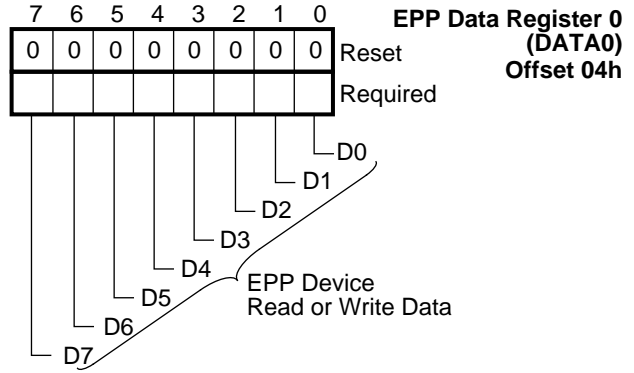 7 6 5 4 3 2 1 0
EPP Data Register 0
(DATA0)
Offset 04h
0 0 0 0 0 0 0 0 Reset
Required
D0
D1
D2
D3
D4
D5
D6
D7
EPP Device
Read or Write Data